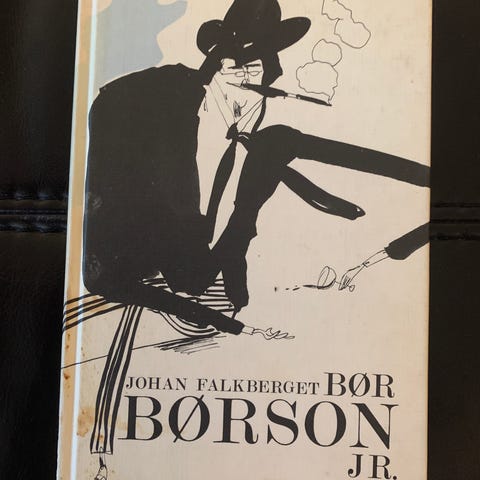 JOHAN FALKBERGET BØR
BØRSON
JR.